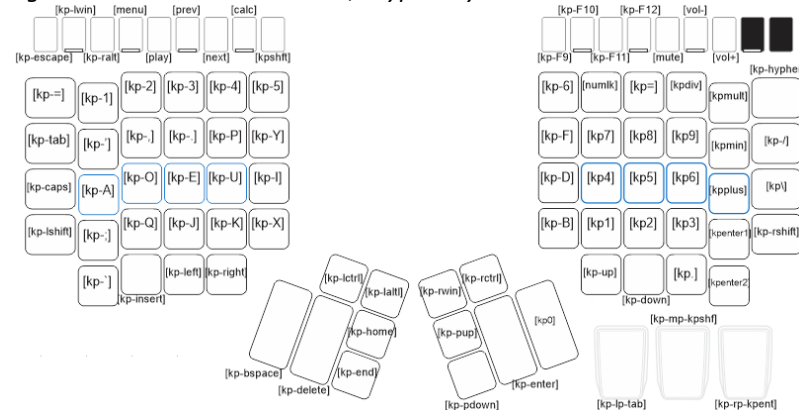 [kp-lwin] [menu] [prev] [calc] [kp-F10] [kp-F12] [vol-]
[kp-escape] [kp-ralt] [play] [next] [kpshft] [kp-F9] [kp-F11] [mute] [vol+]
[kp-=] [kp-1] [kp-2] [kp-3] [kp-4] [kp-5] [kp-6] [numlk] [kp=] [kpdiv] [kpmult] [kp-hyphe
[kp-tab] [kp-'] [kp-,] [kp-.] [kp-P] [kp-Y] [kp-F] [kp7] [kp8] [kp9] [kpmin] [kp-/]
[kp-caps] [kp-A] [kp-O] [kp-E] [kp-U] [kp-I] [kp-D] [kp4] [kp5] [kp6] [kpplus] [kp\]
[kp-lshift] [kp-;] [kp-Q] [kp-J] [kp-K] [kp-X] [kp-B] [kp1] [kp2] [kp3] [kpenter1] [kp-rshift]
[kp-`] [kp-insert] [kp-left] [kp-right] [kp-up] [kp-down] [kp.] [kpenter2]
[kp-lctrl] [kp-laltl] [kp-rwin] [kp-rctrl]
[kp-home] [kp-pup] [kp0] [kp-mp-kpshf]
[kp-bspace] [kp-delete] [kp-end] [kp-pdown] [kp-enter] [kp-lp-tab] [kp-rp-kpent]